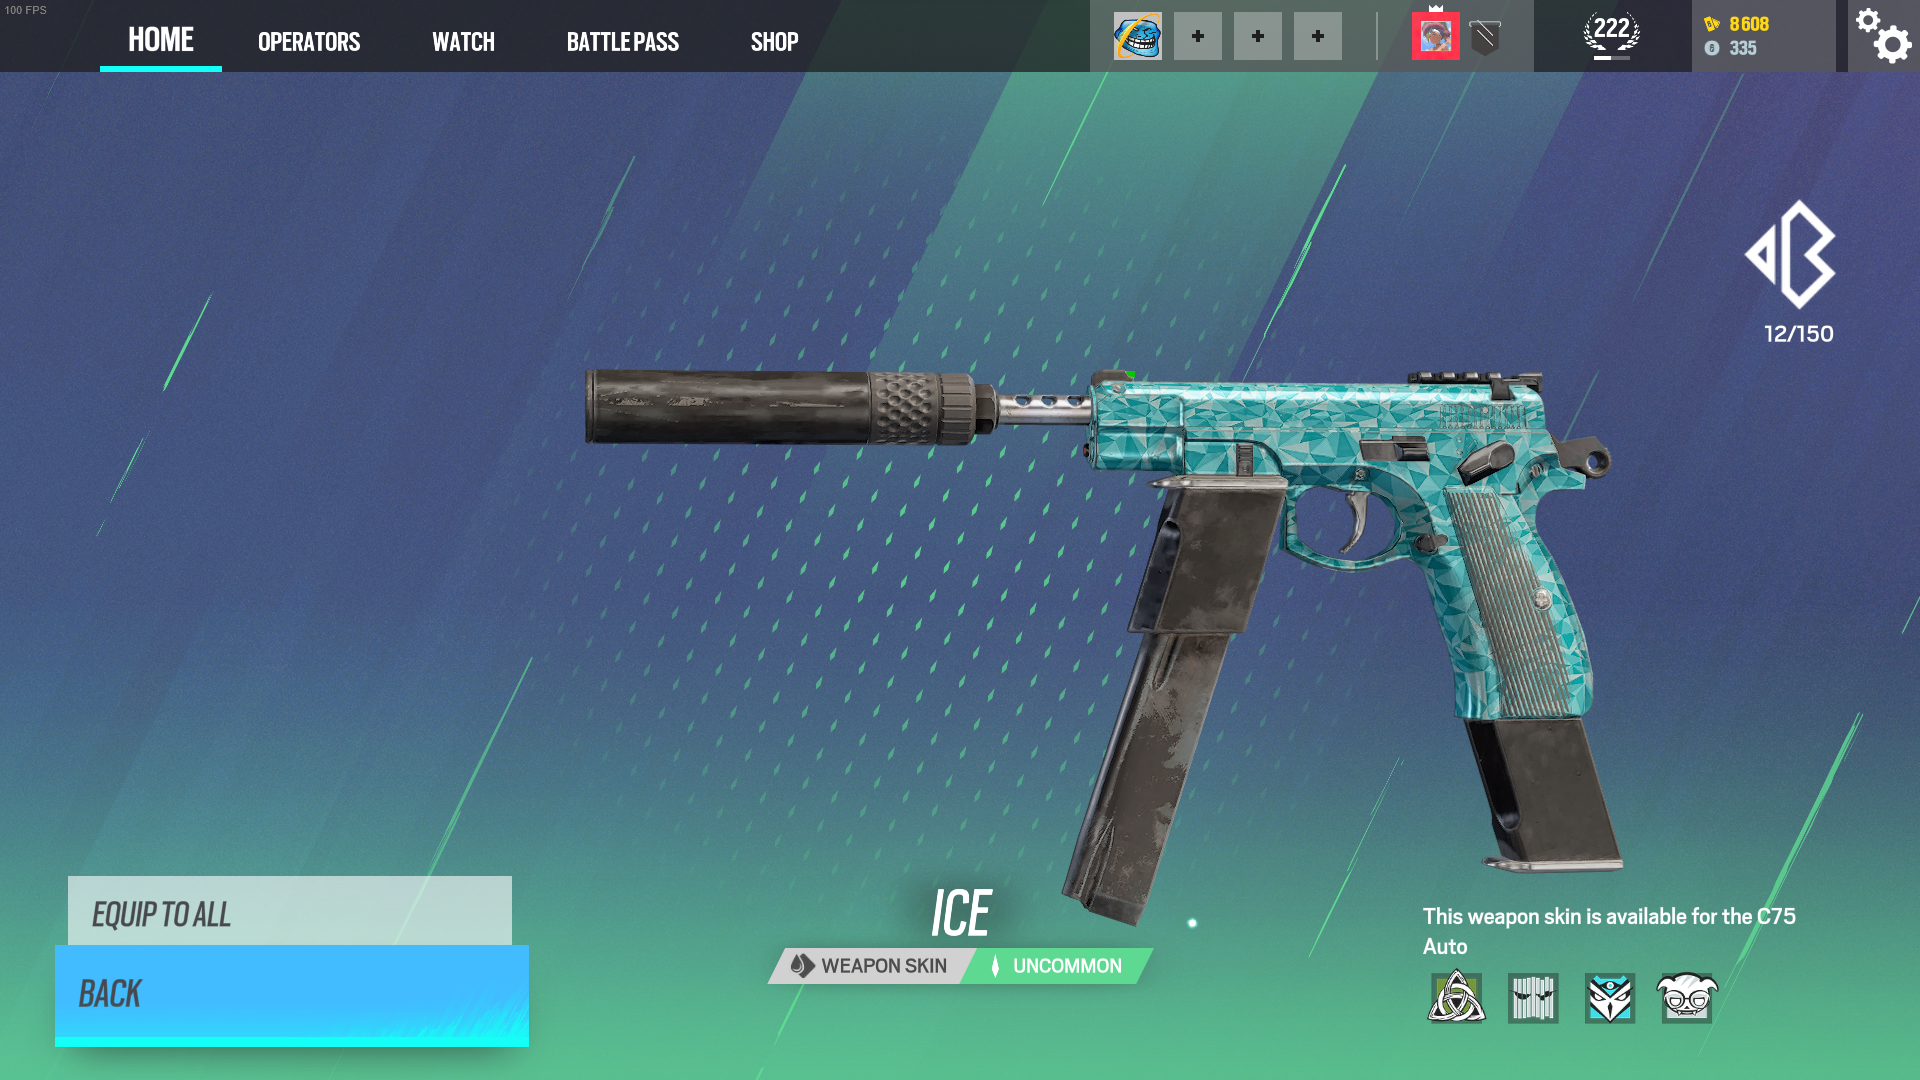 100 FPS
HOME
OPERATORS
WATCH
BATTLE PASS
SHOP
+
+
+
222
8608
335
12/150
EQUIP TO ALL
BACK
ICE
WEAPON SKIN
UNCOMMON
This weapon skin is available for the C75
Auto